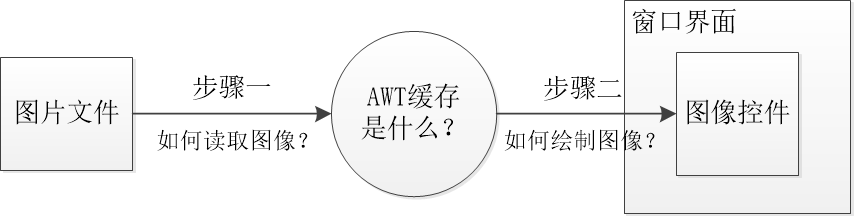 窗口界面
图片文件
步骤一
如何读取图像?
AWT缓存
是什么?
步骤二
如何绘制图像?
图像控件